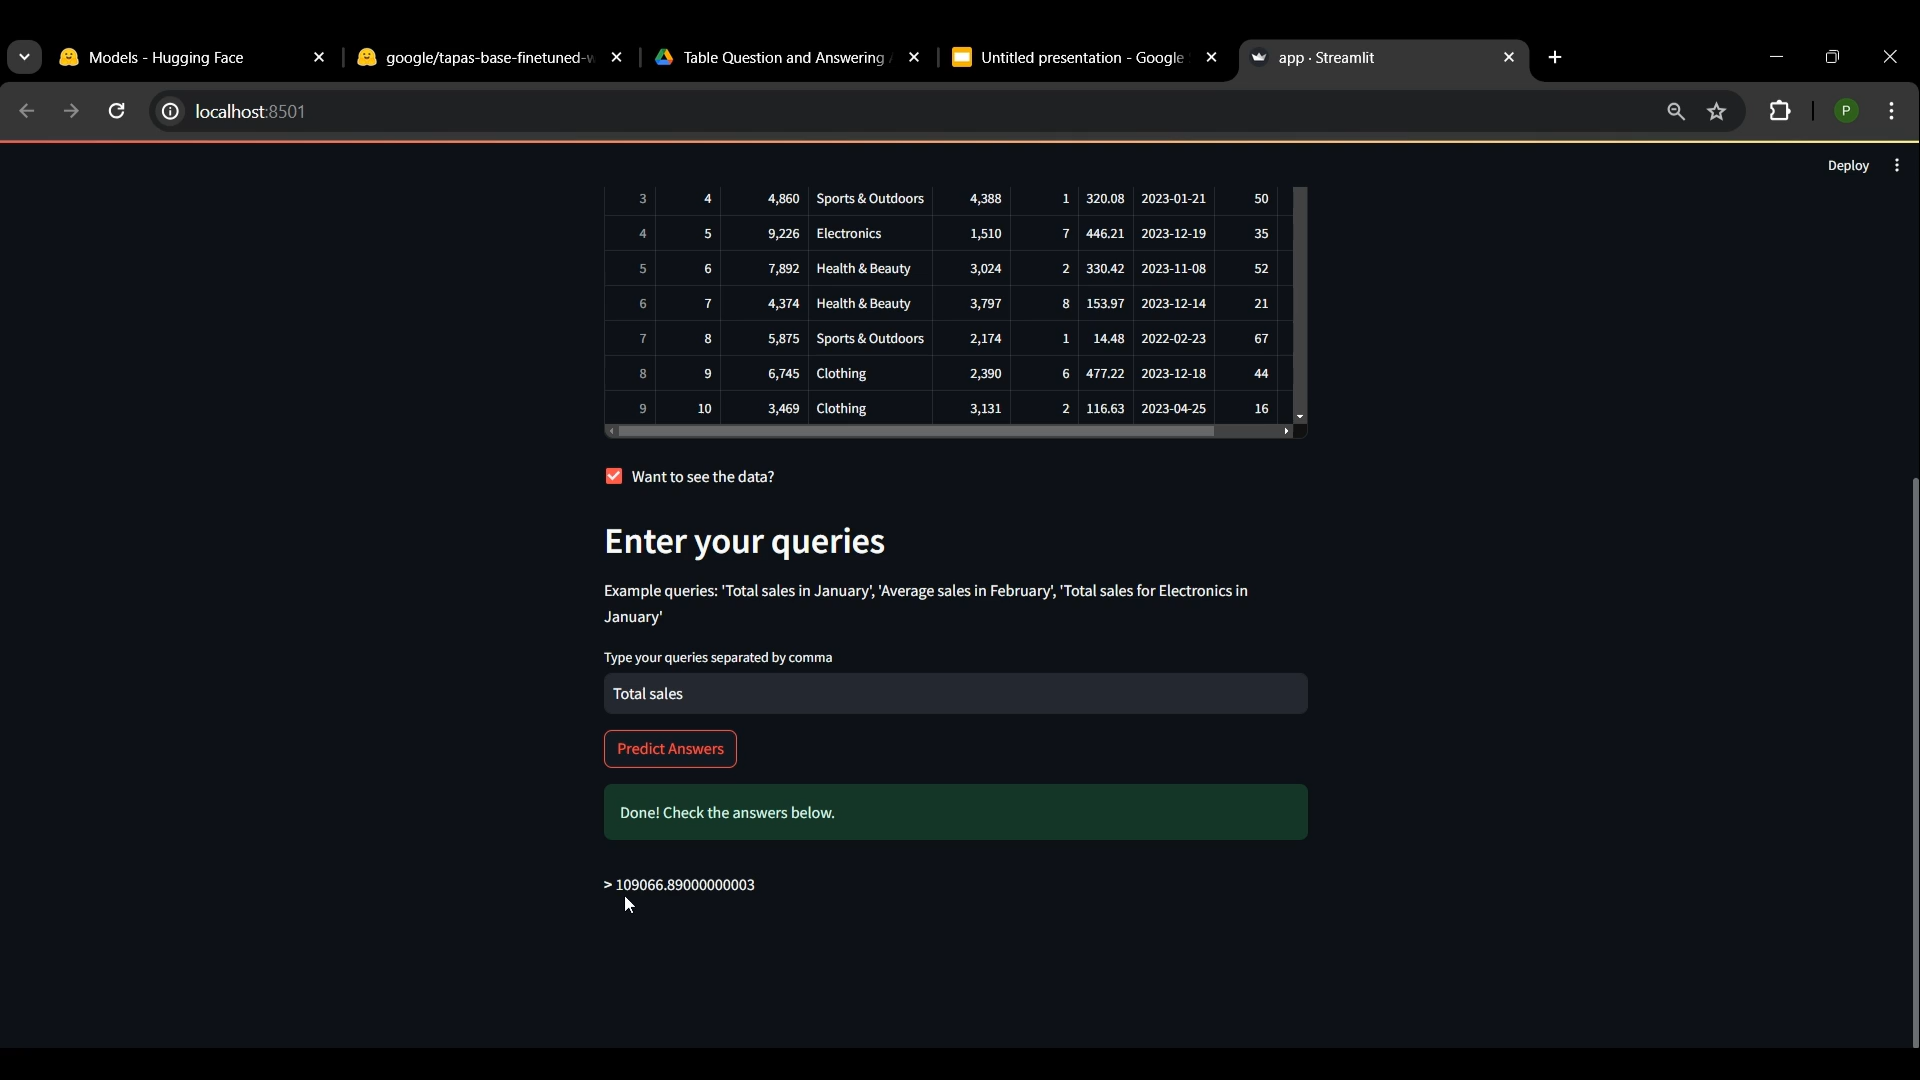 Models - Hugging Face
google/tapas-base-finetuned-w
Table Question and Answering
Untitled presentation - Google
app · Streamlit
localhost:8501
P
Deploy
3 4 4,860 Sports & Outdoors 4,388 1 320.08 2023-01-21 50
4 5 9,226 Electronics 1,510 7 446.21 2023-12-19 35
5 6 7,892 Health & Beauty 3,024 2 330.42 2023-11-08 52
6 7 4,374 Health & Beauty 3,797 8 153.97 2023-12-14 21
7 8 5,875 Sports & Outdoors 2,174 1 14.48 2022-02-23 67
8 9 6,745 Clothing 2,390 6 477.22 2023-12-18 44
9 10 3,469 Clothing 3,131 2 116.63 2023-04-25 16
Want to see the data?
Enter your queries
Example queries: 'Total sales in January', 'Average sales in February', 'Total sales for Electronics in
January'
Type your queries separated by comma
Total sales
Predict Answers
Done! Check the answers below.
> 109066.89000000003